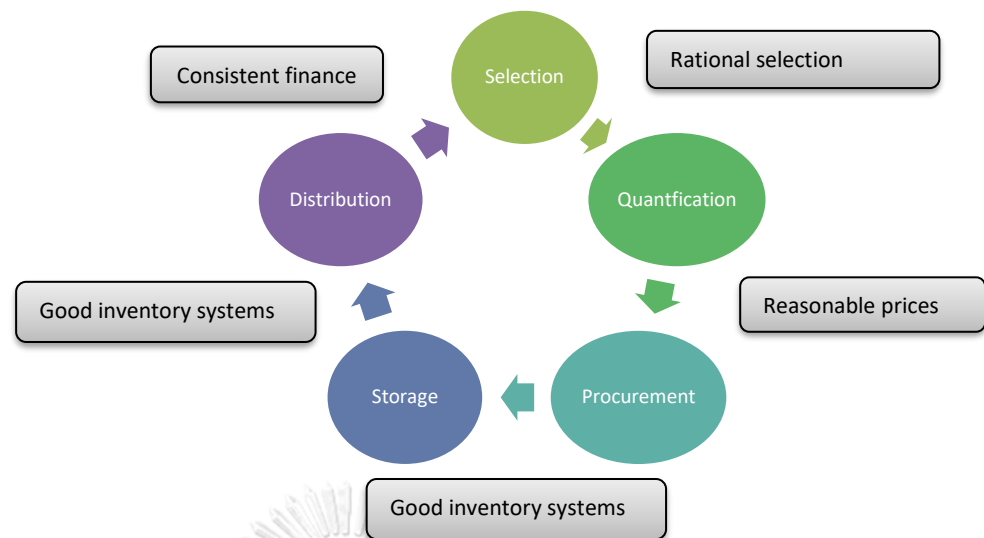 Selection
Rational selection
Consistent finance
Distribution
Quantfication
Good inventory systems
Reasonable prices
Storage
Procurement
Good inventory systems